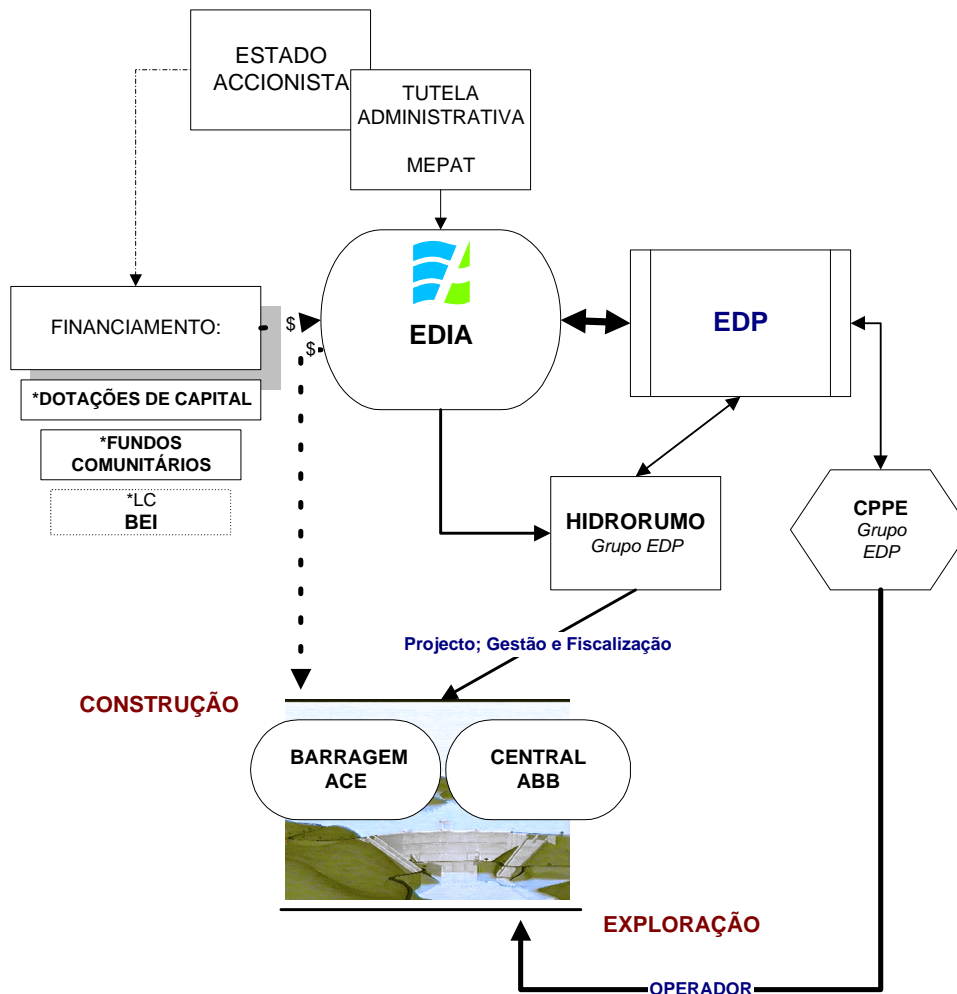 ESTADO
ACCIONISTA
TUTELA
ADMINISTRATIVA
MEPAT
FINANCIAMENTO:
$
$
EDIA
EDP
*DOTAÇÕES DE CAPITAL
*FUNDOS
COMUNITÁRIOS
*LC
BEI
HIDRORUMO
Grupo EDP
CPPE
Grupo
EDP
Projecto; Gestão e Fiscalização
CONSTRUÇÃO
BARRAGEM
ACE
CENTRAL
ABB
EXPLORAÇÃO
OPERADOR